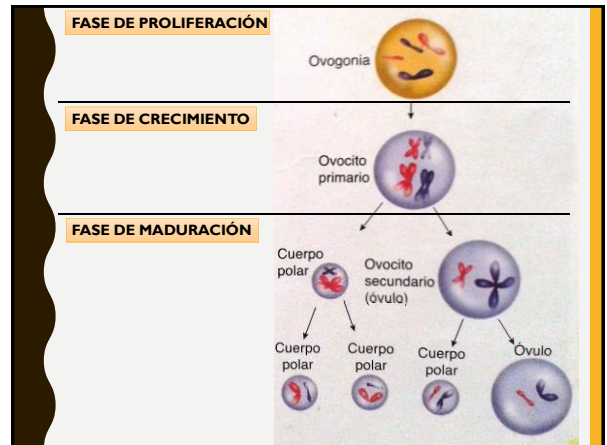 FASE DE PROLIFERACIÓN
Ovogonia
FASE DE CRECIMIENTO
Ovocito
primario
FASE DE MADURACIÓN
Cuerpo
polar
Ovocito
secundario
(óvulo)
Cuerpo
polar
Cuerpo
polar
Cuerpo
polar
Óvulo